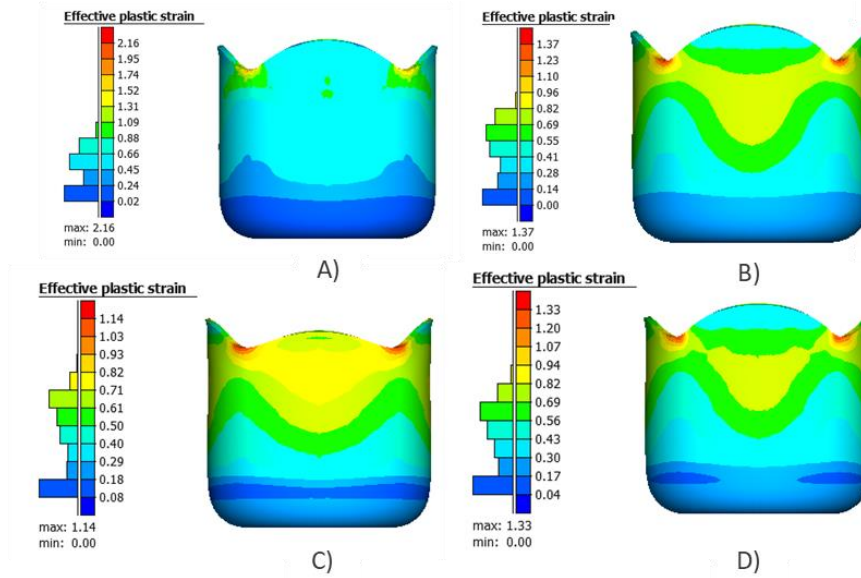 Effective plastic strain
2.16
1.95
1.74
1.52
1.31
1.09
0.88
0.66
0.45
0.24
0.02
max: 2.16
min: 0.00
A)
Effective plastic strain
1.37
1.23
1.10
0.96
0.82
0.69
0.55
0.41
0.28
0.14
0.00
max: 1.37
min: 0.00
B)
Effective plastic strain
1.14
1.03
0.93
0.82
0.71
0.61
0.50
0.40
0.29
0.18
0.08
max: 1.14
min: 0.00
C)
Effective plastic strain
1.33
1.20
1.07
0.94
0.82
0.69
0.56
0.43
0.30
0.17
0.04
max: 1.33
min: 0.00
D)